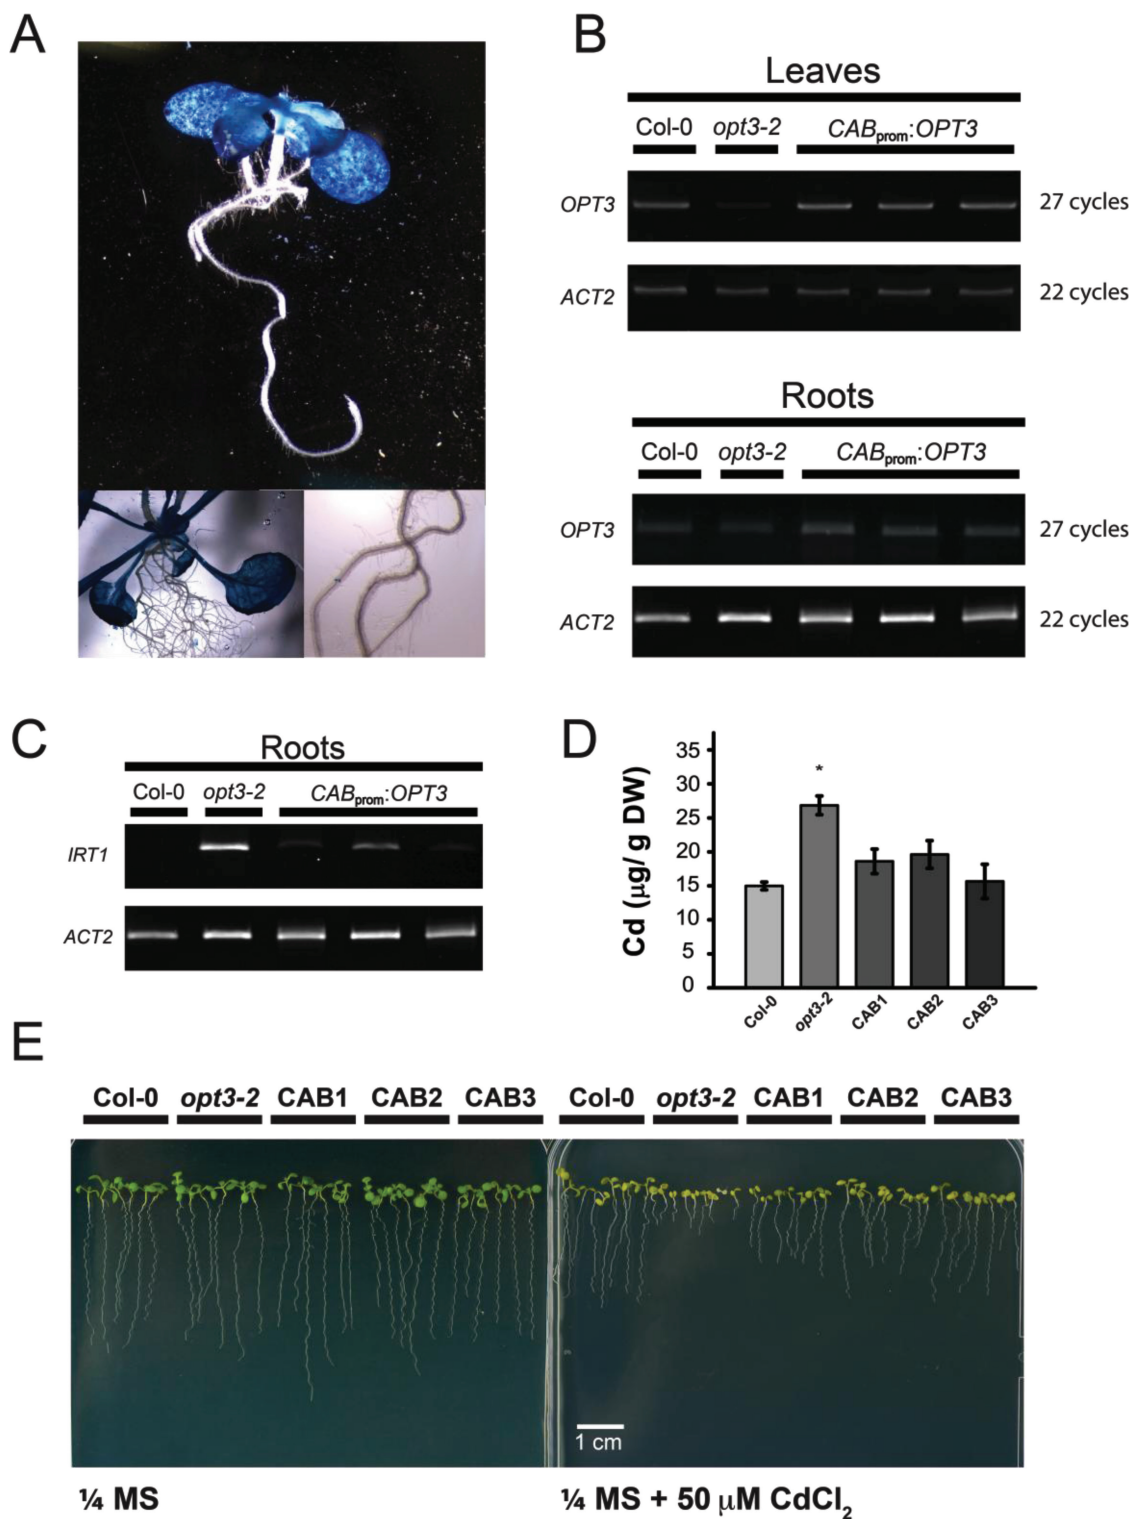 A
B
Leaves
Col-0 opt3-2 CABprom:OPT3
OPT3 27 cycles
ACT2 22 cycles
Roots
Col-0 opt3-2 CABprom:OPT3
OPT3 27 cycles
ACT2 22 cycles
C
Roots
Col-0 opt3-2 CABprom:OPT3
IRT1
ACT2
D
Cd (μg/ g DW)
35
30
25
20
15
10
5
0
*
Col-0 opt3-2 CAB1 CAB2 CAB3
E
Col-0 opt3-2 CAB1 CAB2 CAB3 Col-0 opt3-2 CAB1 CAB2 CAB3
1 cm
¼ MS ¼ MS + 50 μM CdCl₂